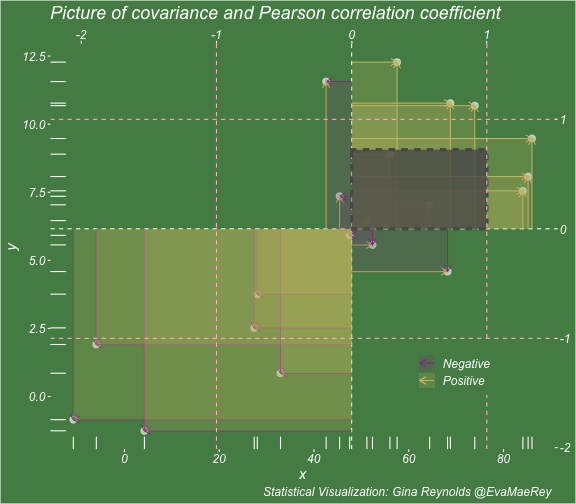 Picture of covariance and Pearson correlation coefficient
-2 -1 0 1
12.5
10.0
7.5
5.0
2.5
0.0
y
1
0
-1
-2
Negative
Positive
0 20 40 60 80
x
Statistical Visualization: Gina Reynolds @EvaMaeRey